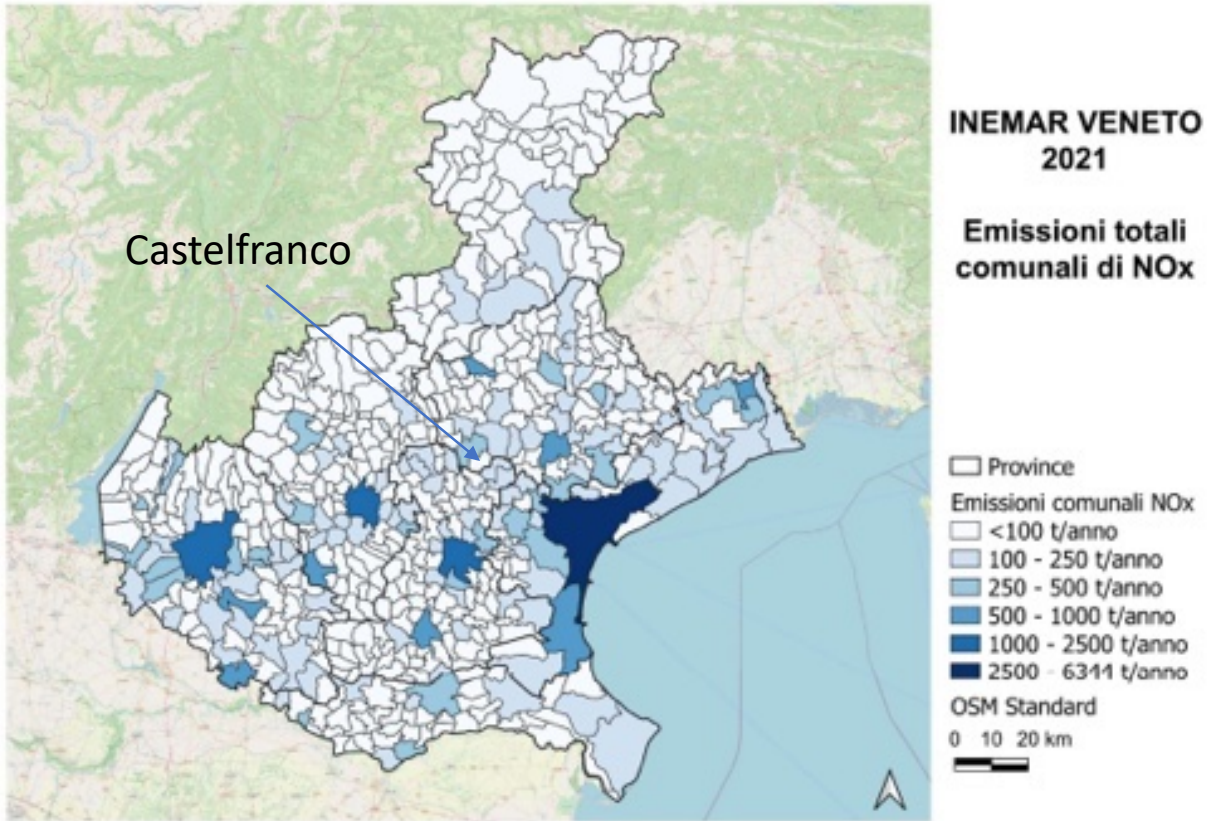 INEMAR VENETO
2021
Emissioni totali
comunali di NOx
Castelfranco
Province
Emissioni comunali NOx
<100 t/anno
100 - 250 t/anno
250 - 500 t/anno
500 - 1000 t/anno
1000 - 2500 t/anno
2500 - 6344 t/anno
OSM Standard
0 10 20 km